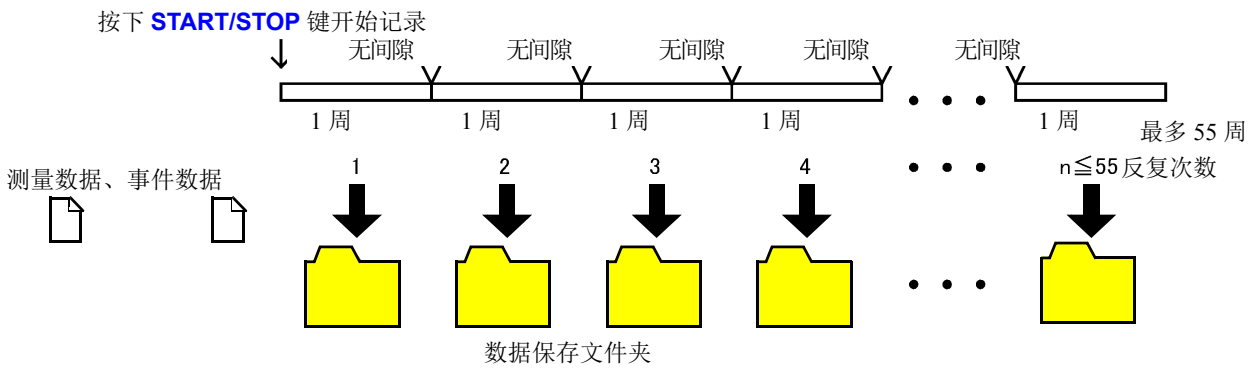 按下 START/STOP 键开始记录
无间隙 无间隙 无间隙 无间隙 无间隙
1 周 1 周 1 周 1 周 1 周
最多 55 周
1 2 3 4 n≦55 反复次数
测量数据、事件数据
数据保存文件夹